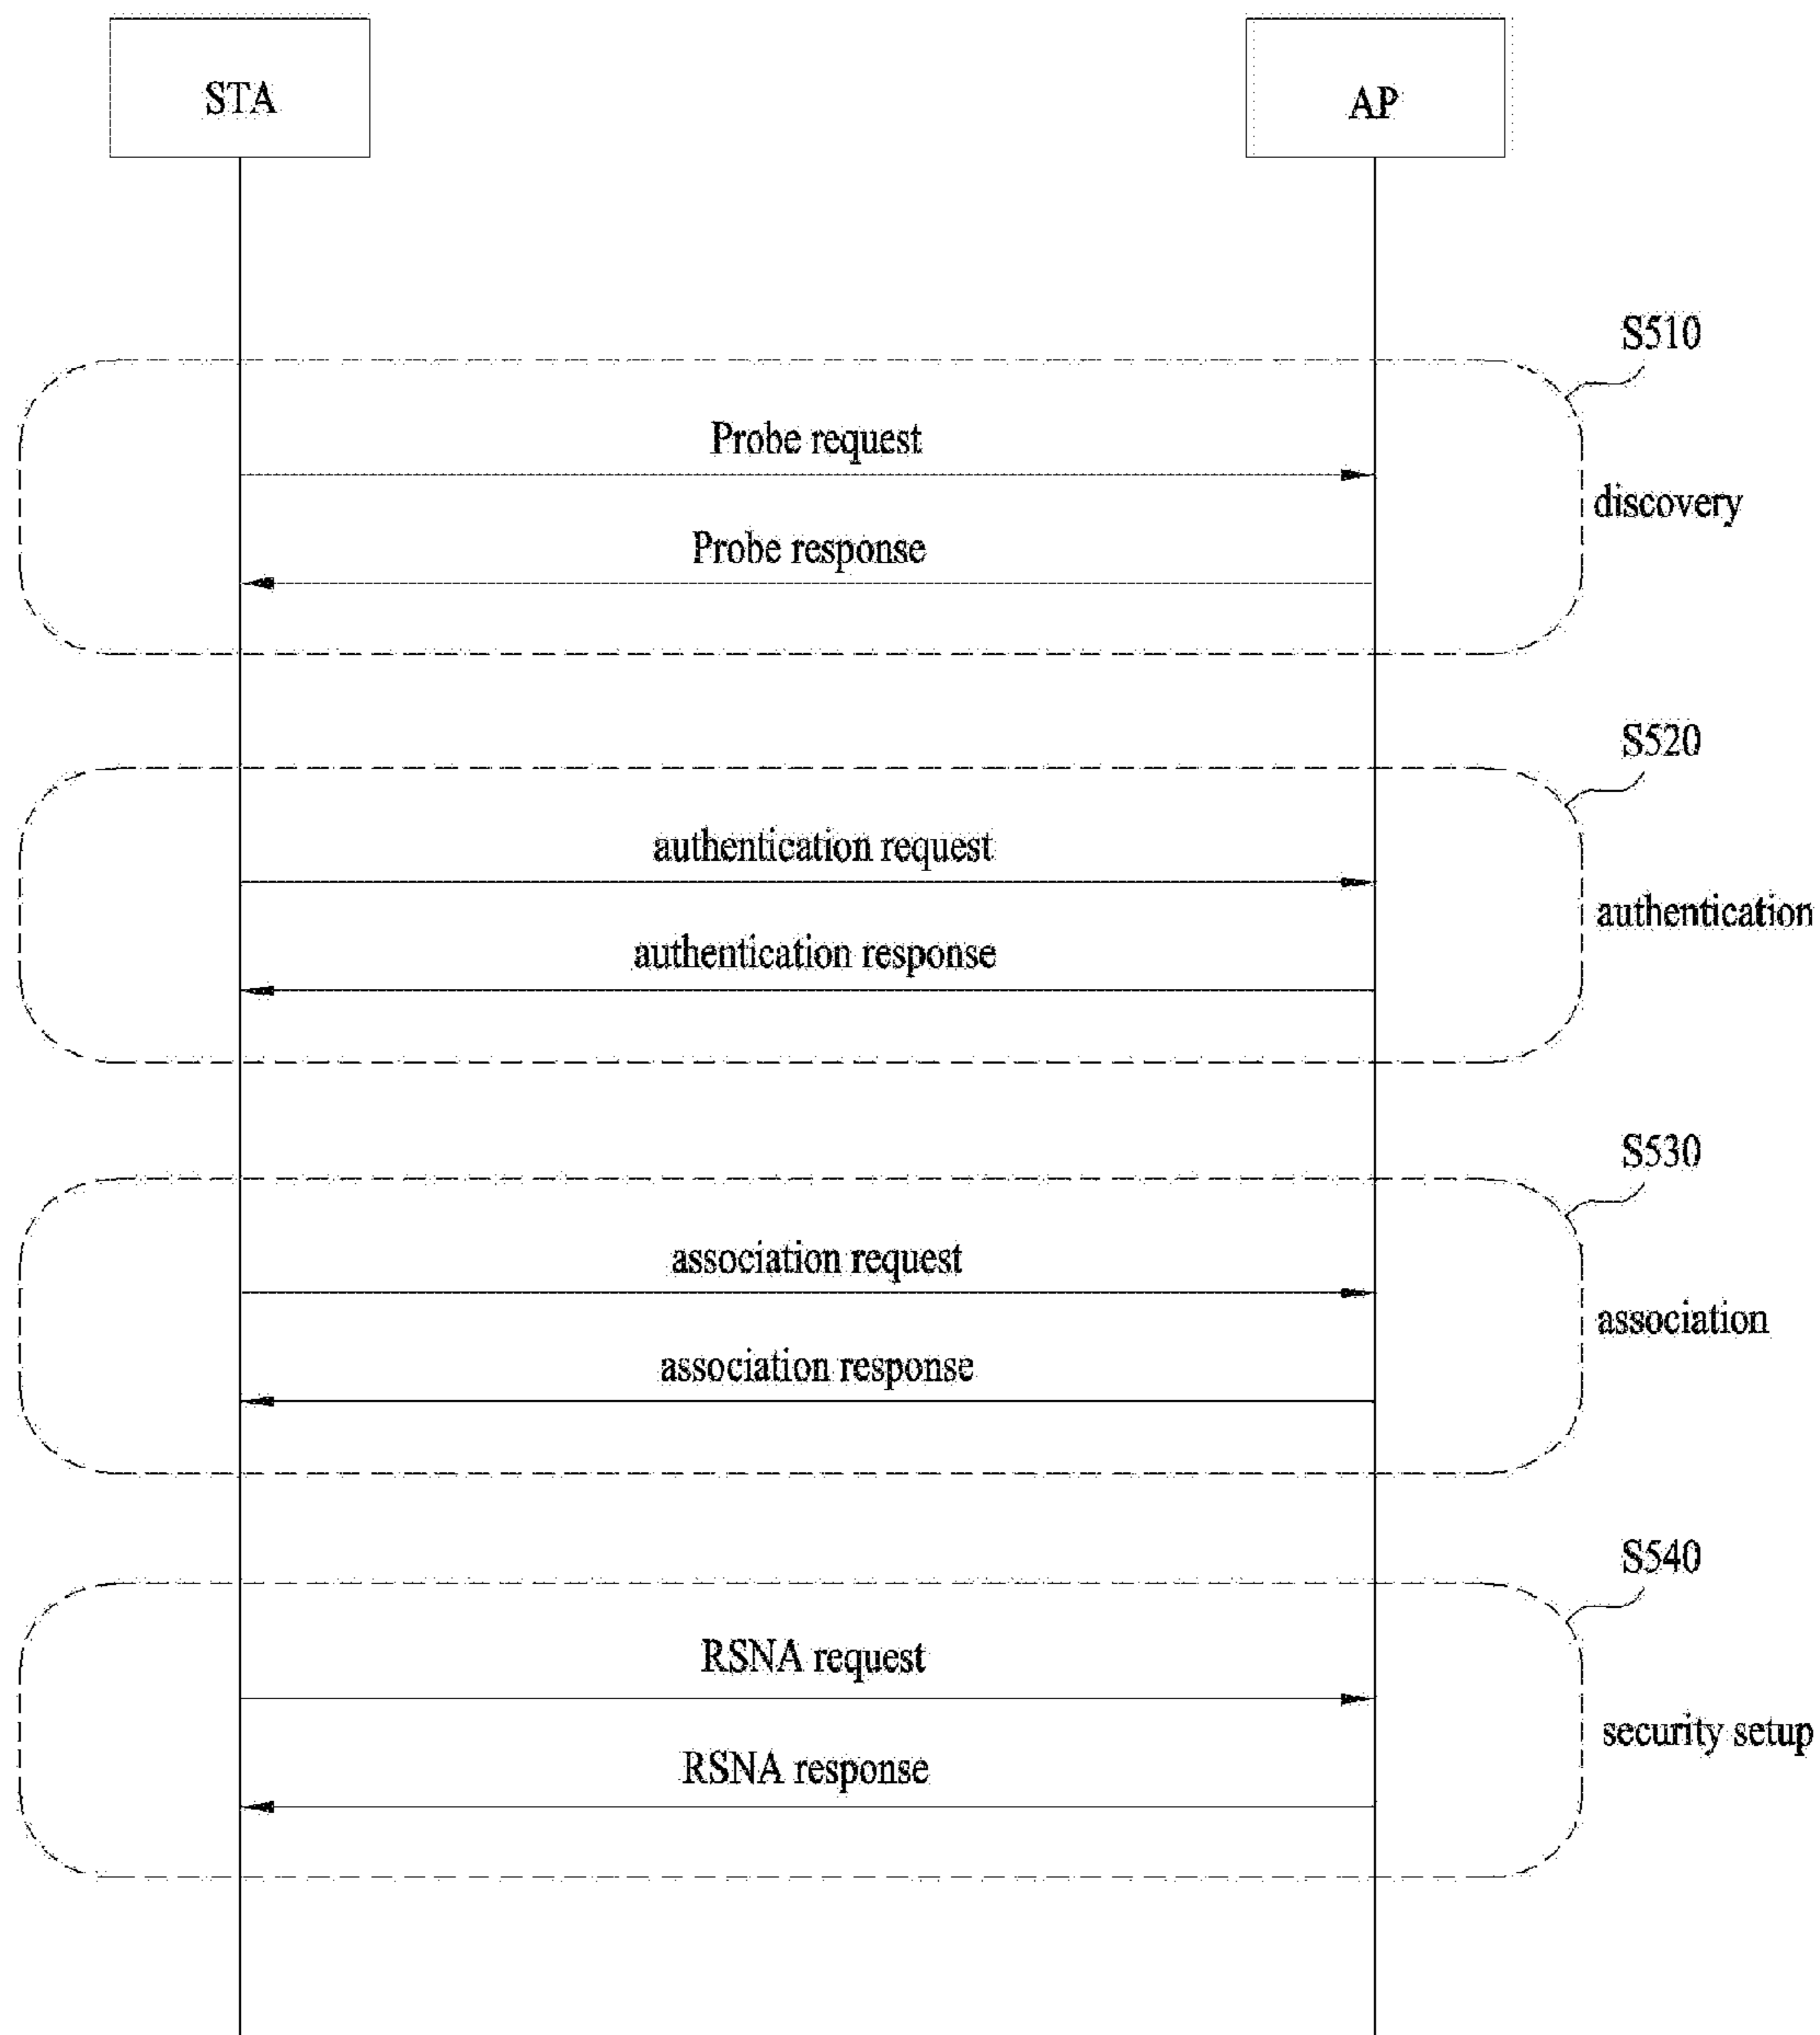 STA
AP
S510
Probe request
discovery
Probe response
S520
authentication request
authentication
authentication response
S530
association request
association
association response
S540
RSNA request
security setup
RSNA response